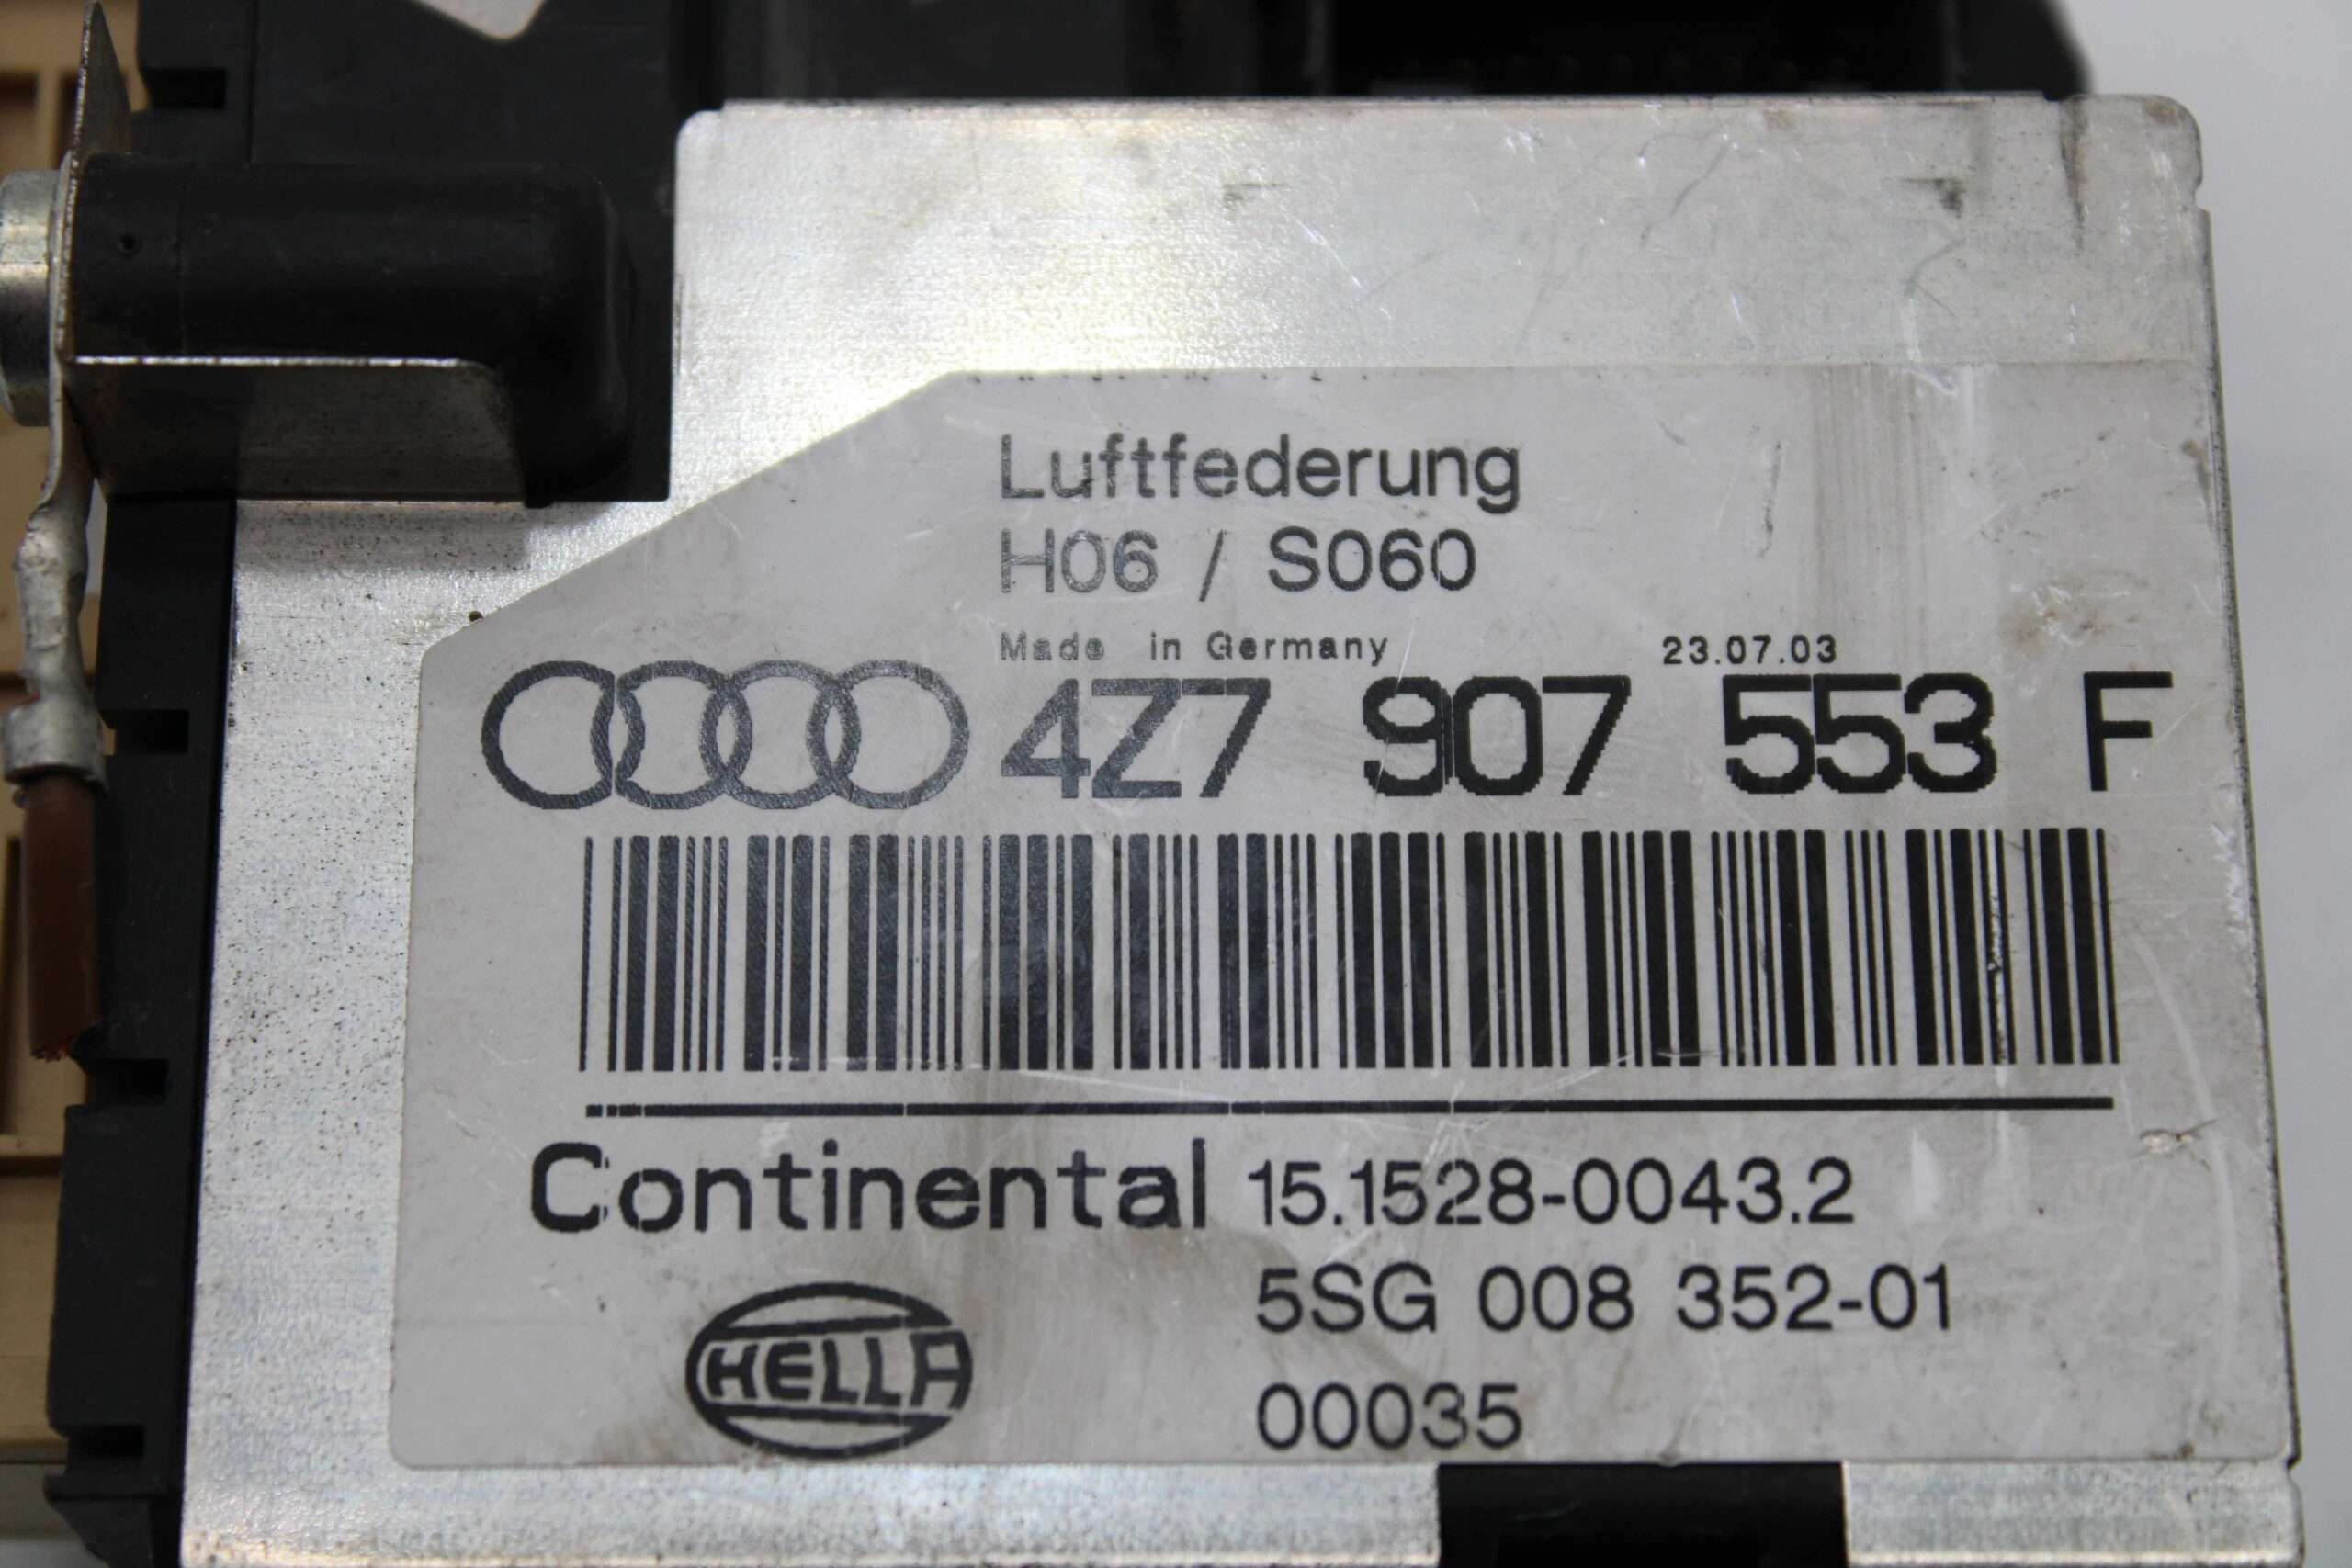 Luftfederung
H06 / S060
Made in Germany 23.07.03
4Z7 907 553 F
Continental 15.1528-0043.2
5SG 008 352-01
HELLA
00035